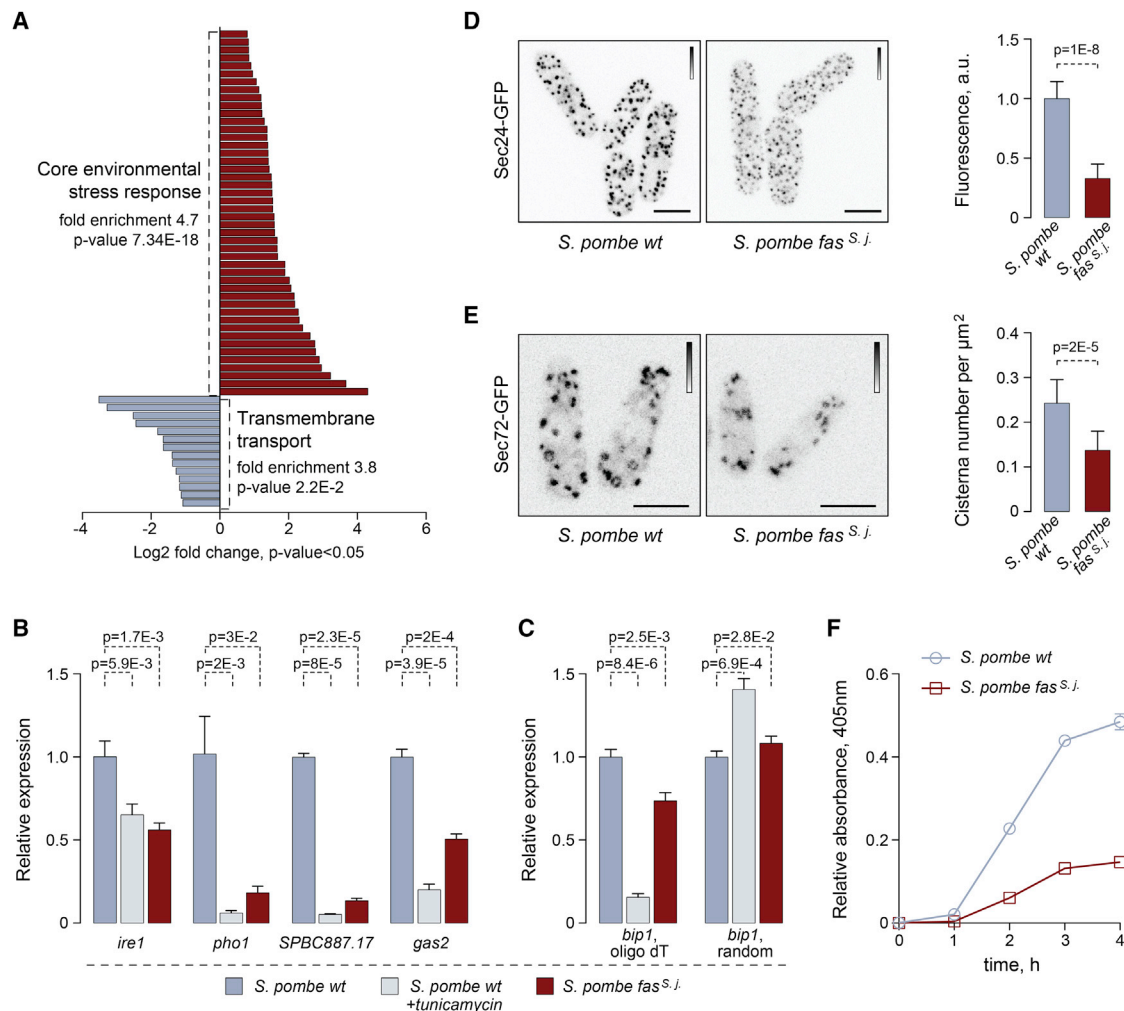 A
Core environmental
stress response
fold enrichment 4.7
p-value 7.34E-18
Transmembrane
transport
fold enrichment 3.8
p-value 2.2E-2
-4 -2 0 2 4 6
Log2 fold change, p-value<0.05
D
Sec24-GFP
S. pombe wt
S. pombe fas S. j.
Fluorescence, a.u.
1.5
1.0
0.5
0
p=1E-8
S. pombe
wt
S. pombe
fas S. j.
E
Sec72-GFP
S. pombe wt
S. pombe fas S. j.
Cisterna number per µm²
0.4
0.3
0.2
0.1
0
p=2E-5
S. pombe
wt
S. pombe
fas S. j.
B
Relative expression
1.5
1.0
0.5
0
p=1.7E-3
p=5.9E-3
p=3E-2
p=2E-3
p=2.3E-5
p=8E-5
p=2E-4
p=3.9E-5
ire1
pho1
SPBC887.17
gas2
C
Relative expression
1.5
1.0
0.5
0
p=2.5E-3
p=8.4E-6
p=2.8E-2
p=6.9E-4
bip1,
oligo dT
bip1,
random
S. pombe wt
S. pombe wt
+tunicamycin
S. pombe fas S. j.
F
S. pombe wt
S. pombe fas S. j.
Relative absorbance, 405nm
0.6
0.4
0.2
0
0 1 2 3 4
time, h